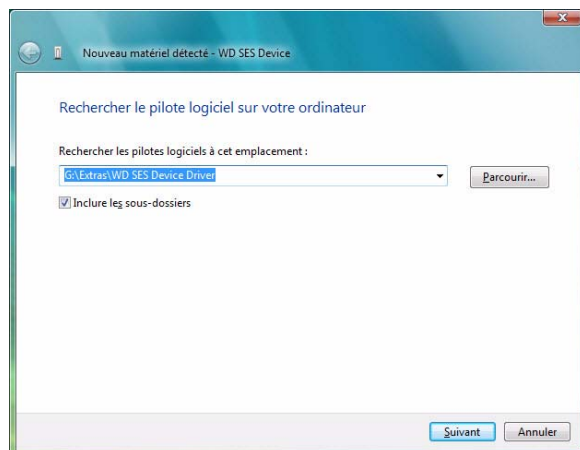 Nouveau matériel détecté - WD SES Device
Rechercher le pilote logiciel sur votre ordinateur
Rechercher les pilotes logiciels à cet emplacement :
G:\Extras\WD SES Device Driver
Parcourir...
Inclure les sous-dossiers
Suivant
Annuler